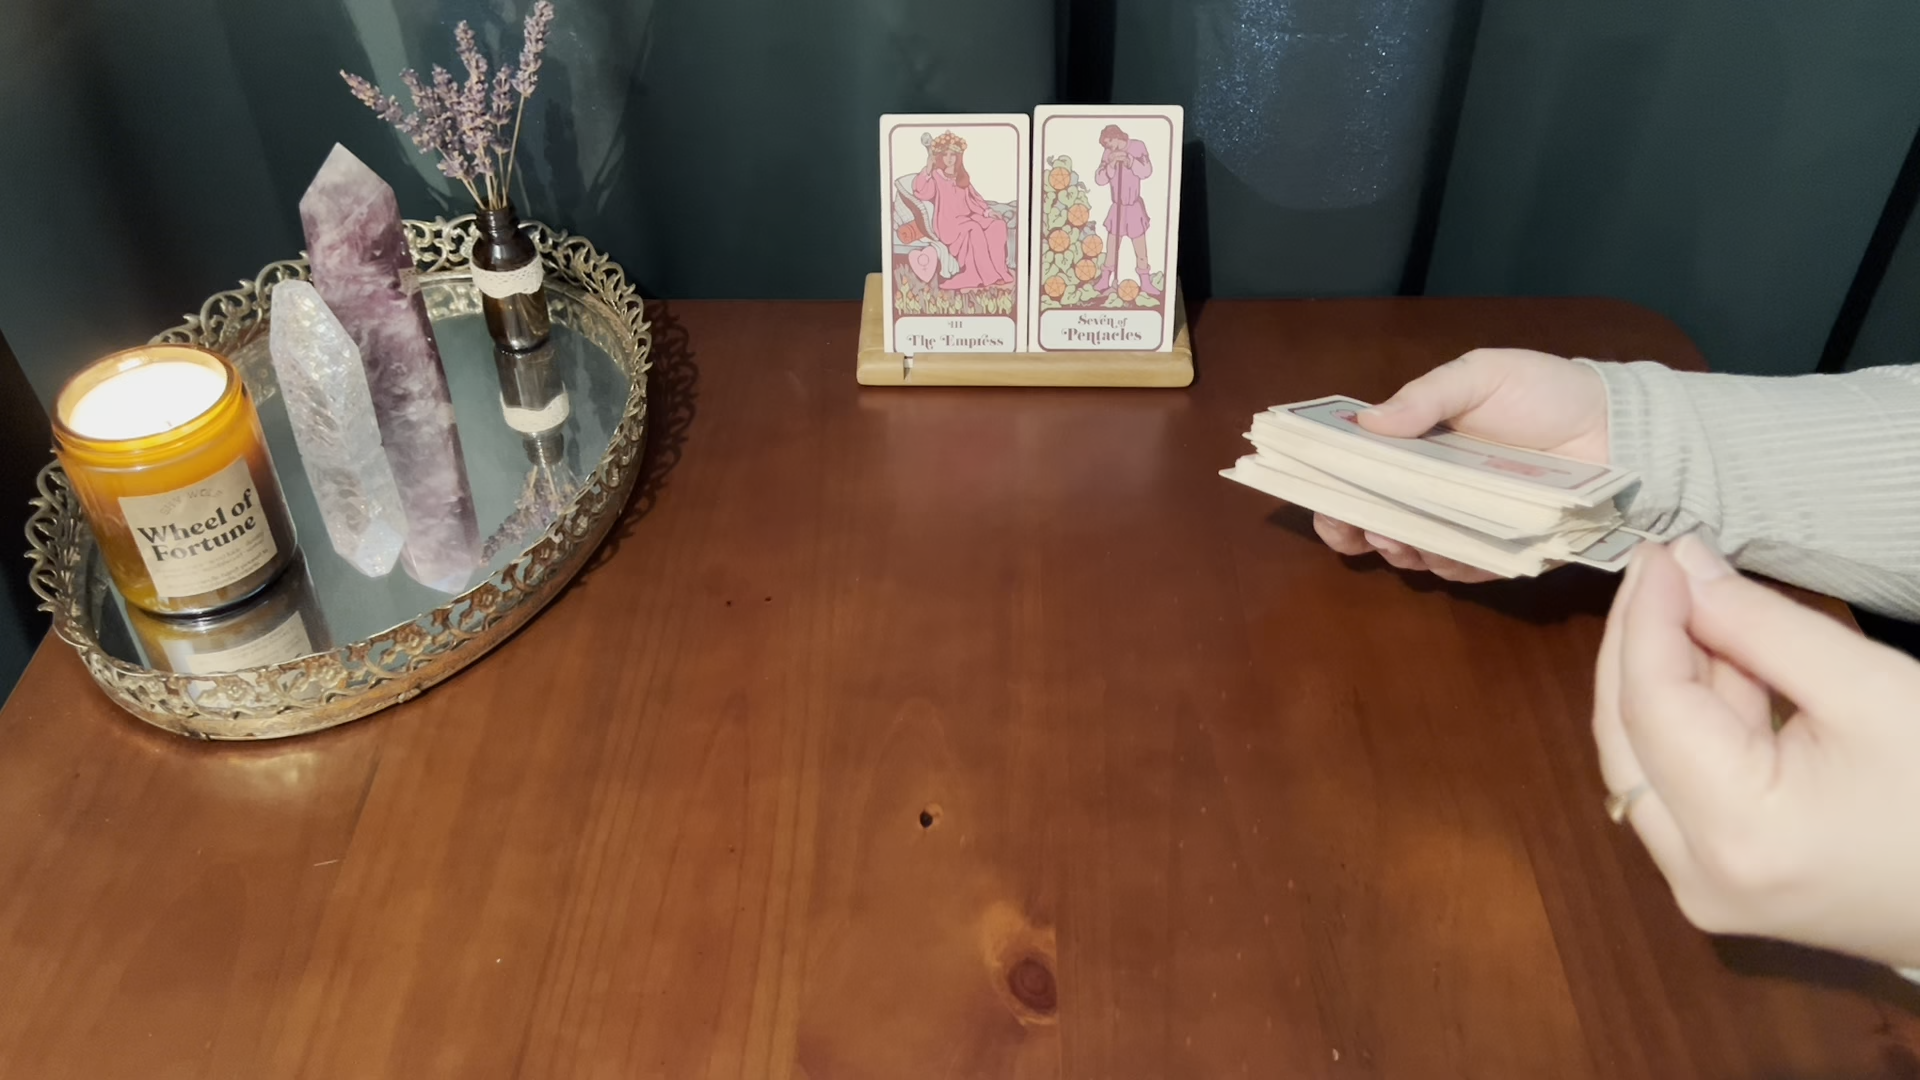 Wheel of
Fortune
III
The Empress
Seven of
Pentacles